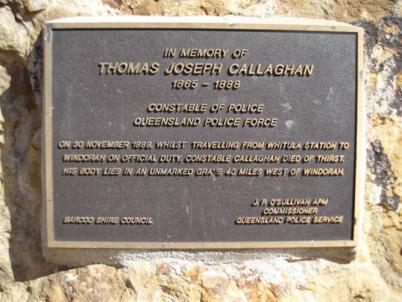 IN MEMORY OF
THOMAS JOSEPH CALLAGHAN
1865 - 1888
CONSTABLE OF POLICE
QUEENSLAND POLICE FORCE
ON 30 NOVEMBER 1888, WHILST TRAVELLING FROM WHITULA STATION TO
WINDORAH ON OFFICIAL DUTY, CONSTABLE CALLAGHAN DIED OF THIRST.
HIS BODY LIES IN AN UNMARKED GRAVE 40 MILES WEST OF WINDORAH.
J. P. O'SULLIVAN APM
COMMISSIONER
BARCOO SHIRE COUNCIL QUEENSLAND POLICE SERVICE